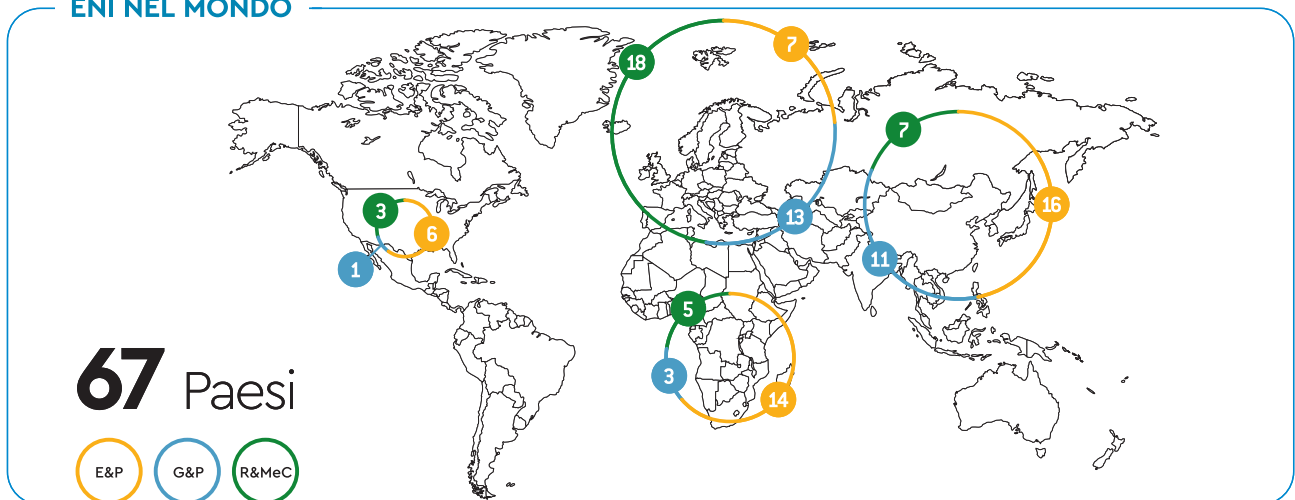 ENI NEL MONDO
18
7
7
3
6
1
13
16
11
5
3
14
67 Paesi
E&P
G&P
R&MeC